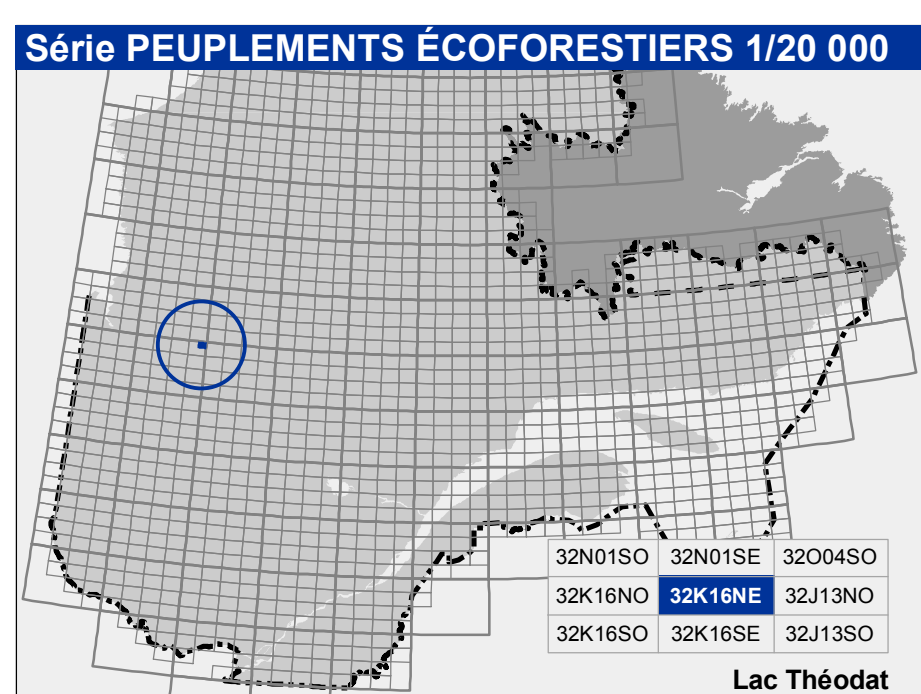 Série PEUPLEMENTS ÉCOFORESTIERS 1/20 000
32N01SO 32N01SE 32O04SO
32K16NO 32K16NE 32J13NO
32K16SO 32K16SE 32J13SO
Lac Théodat